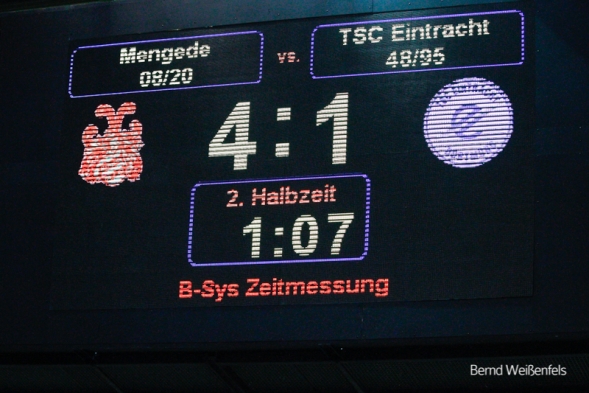 Mengede
08/20
vs.
TSC Eintracht
48/95
4:1
2. Halbzeit
1:07
B-Sys Zeitmessung
Bernd Weißenfels